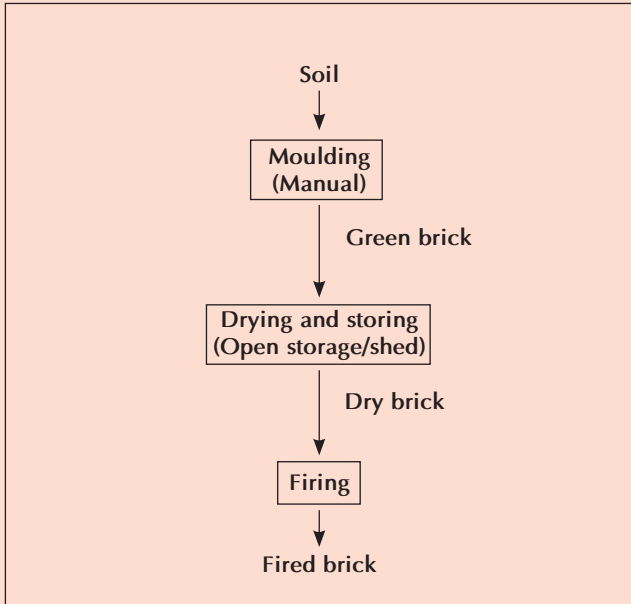 Soil
Moulding
(Manual)
Green brick
Drying and storing
(Open storage/shed)
Dry brick
Firing
Fired brick